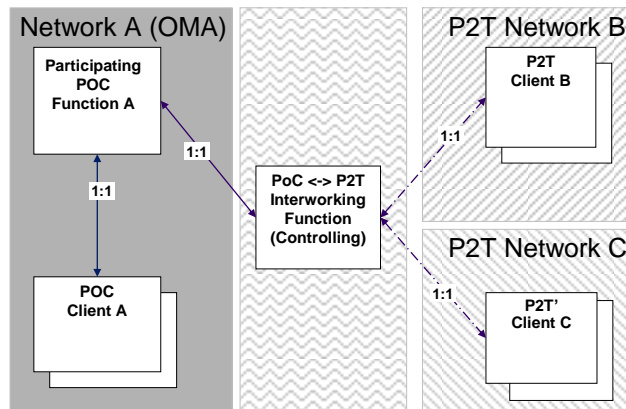 Network A (OMA)
Participating
POC
Function A
1:1
1:1
POC
Client A
PoC <-> P2T
Interworking
Function
(Controlling)
P2T Network B
P2T
Client B
1:1
P2T Network C
1:1
P2T'
Client C